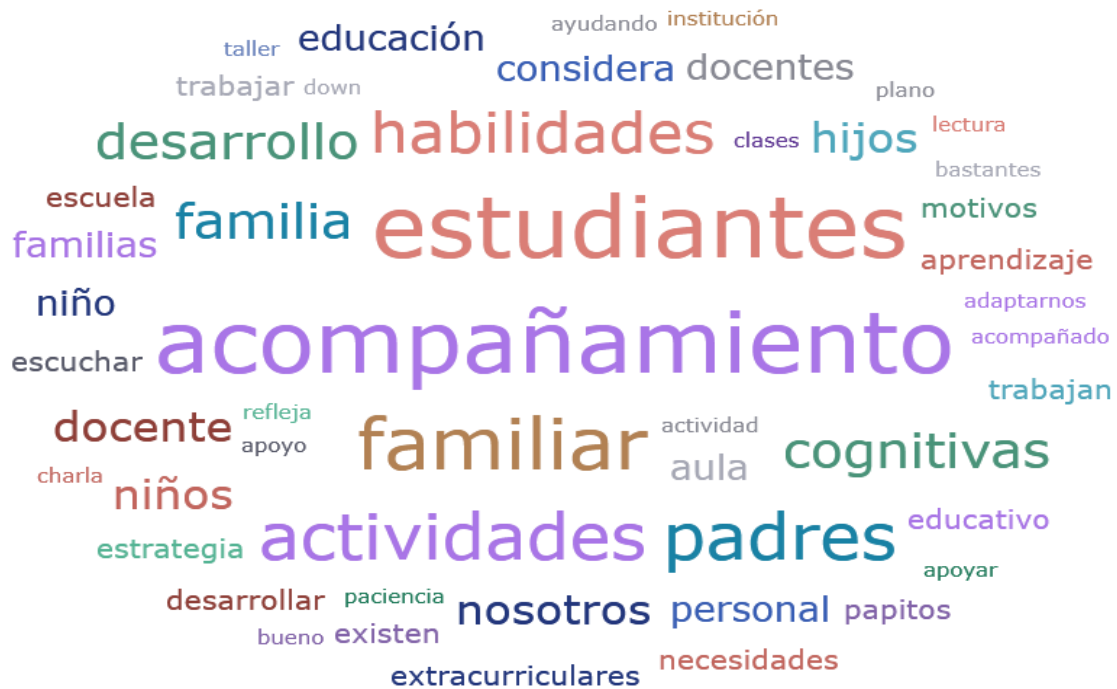 ayudando institución
taller educación
considera docentes
trabajar down
plano
desarrollo habilidades clases hijos lectura
bastantes
escuela familia estudiantes motivos
familias aprendizaje
niño acompañamiento adaptarnos
acompañado
escuchar
trabajan
docente refleja familiar actividad cognitivas
apoyo aula
charla niños
estrategia actividades padres educativo
apoyar
desarrollar paciencia nosotros personal papitos
bueno existen
extracurriculares necesidades